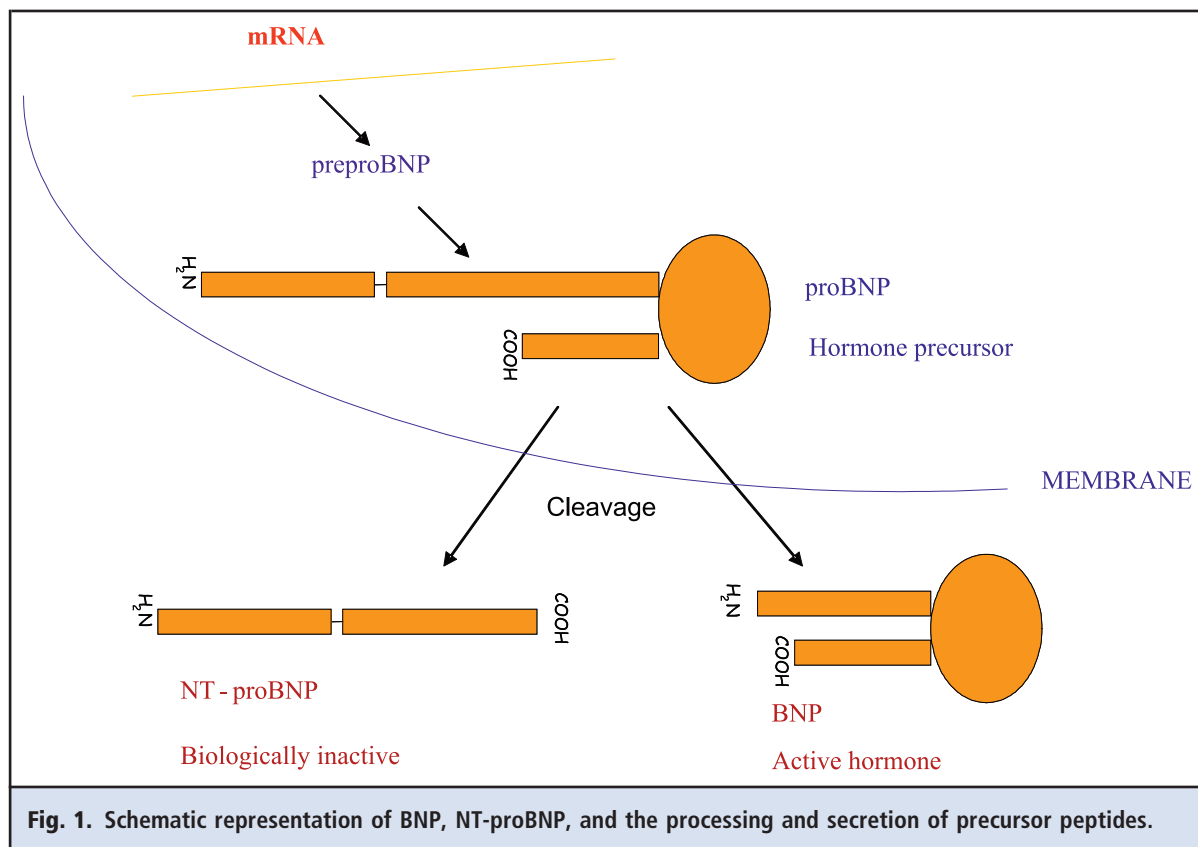 mRNA
preproBNP
H₂N
proBNP
COOH
Hormone precursor
MEMBRANE
Cleavage
H₂N
COOH
H₂N
COOH
NT - proBNP
BNP
Biologically inactive
Active hormone
Fig. 1. Schematic representation of BNP, NT-proBNP, and the processing and secretion of precursor peptides.